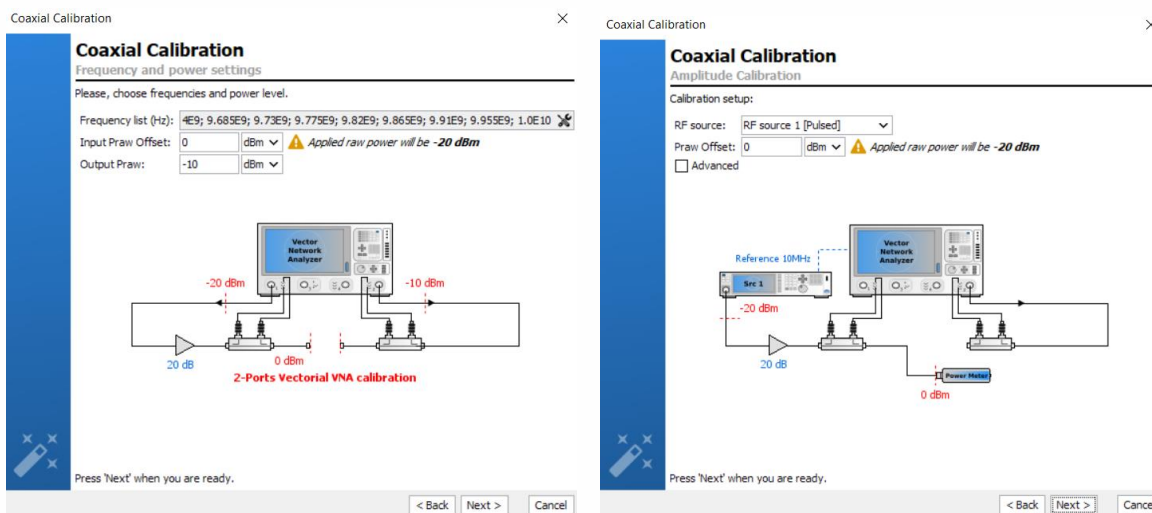 Coaxial Calibration
Coaxial Calibration
Frequency and power settings
Please, choose frequencies and power level.
Frequency list (Hz): 4E9; 9.685E9; 9.73E9; 9.775E9; 9.82E9; 9.865E9; 9.91E9; 9.955E9; 1.0E10
Input Praw Offset: 0 dBm Applied raw power will be -20 dBm
Output Praw: -10 dBm
Vector
Network
Analyzer
-20 dBm
-10 dBm
20 dB
0 dBm
2-Ports Vectorial VNA calibration
Press 'Next' when you are ready.
< Back Next > Cancel
Coaxial Calibration
Coaxial Calibration
Amplitude Calibration
Calibration setup:
RF source: RF source 1 [Pulsed]
Praw Offset: 0 dBm Applied raw power will be -20 dBm
Advanced
Vector
Network
Analyzer
Reference 10MHz
Src 1
-20 dBm
20 dB
Power Meter
0 dBm
Press 'Next' when you are ready.
< Back Next > Cance